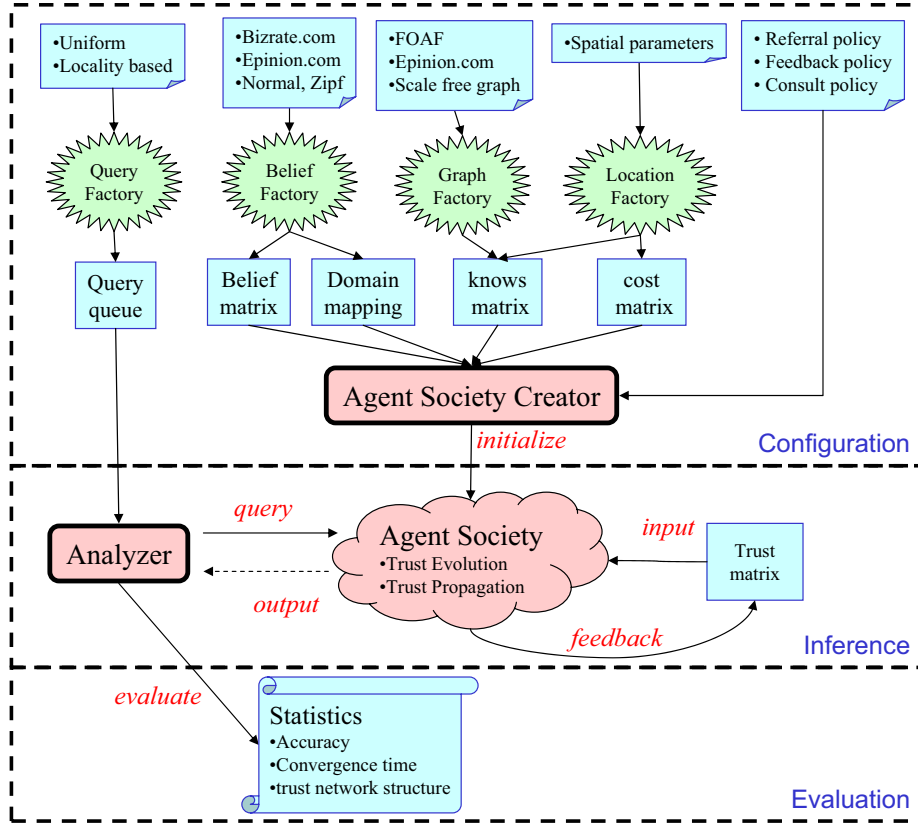 •Uniform
•Locality based
•Bizrate.com
•Epinion.com
•Normal, Zipf
•FOAF
•Epinion.com
•Scale free graph
•Spatial parameters
• Referral policy
• Feedback policy
• Consult policy
Query
Factory
Belief
Factory
Graph
Factory
Location
Factory
Query
queue
Belief
matrix
Domain
mapping
knows
matrix
cost
matrix
Agent Society Creator
initialize
Configuration
Analyzer
query
output
Agent Society
•Trust Evolution
•Trust Propagation
input
Trust
matrix
feedback
Inference
evaluate
Statistics
•Accuracy
•Convergence time
•trust network structure
Evaluation